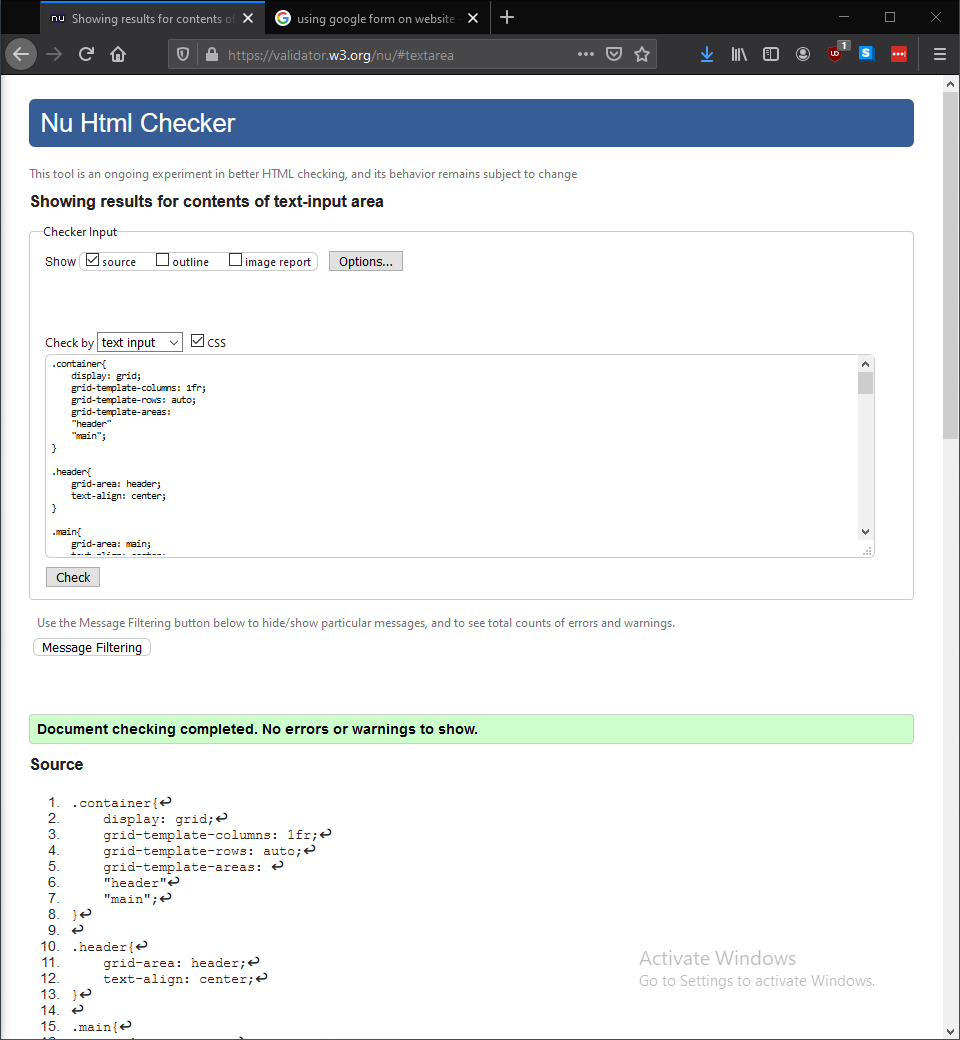 nu Showing results for contents of
using google form on website
https://validator.w3.org/nu/#textarea
1
Nu Html Checker
This tool is an ongoing experiment in better HTML checking, and its behavior remains subject to change
Showing results for contents of text-input area
Checker Input
Show source outline image report Options...
Check by text input CSS
.container{
display: grid;
grid-template-columns: 1fr;
grid-template-rows: auto;
grid-template-areas:
"header"
"main";
}
.header{
grid-area: header;
text-align: center;
}
.main{
grid-area: main;
text-align: center;
Check
Use the Message Filtering button below to hide/show particular messages, and to see total counts of errors and warnings.
Message Filtering
Document checking completed. No errors or warnings to show.
Source
1. .container{↩
2. display: grid;↩
3. grid-template-columns: 1fr;↩
4. grid-template-rows: auto;↩
5. grid-template-areas: ↩
6. "header"↩
7. "main";↩
8. }↩
9. ↩
10. .header{↩
11. grid-area: header;↩
12. text-align: center;↩
13. }↩
14. ↩
15. .main{↩
Activate Windows
Go to Settings to activate Windows.